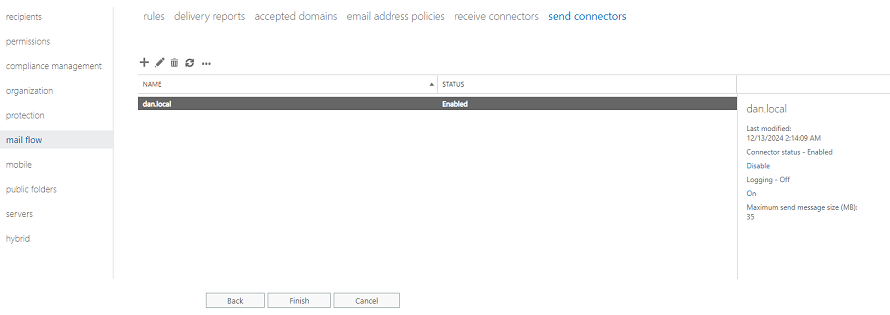 rules delivery reports accepted domains email address policies receive connectors send connectors
recipients
permissions
compliance management
organization
protection
mail flow
mobile
public folders
servers
hybrid
NAME STATUS
dan.local Enabled
dan.local
Last modified:
12/13/2024 2:14:09 AM
Connector status - Enabled
Disable
Logging - Off
On
Maximum send message size (MB):
35
Back Finish Cancel